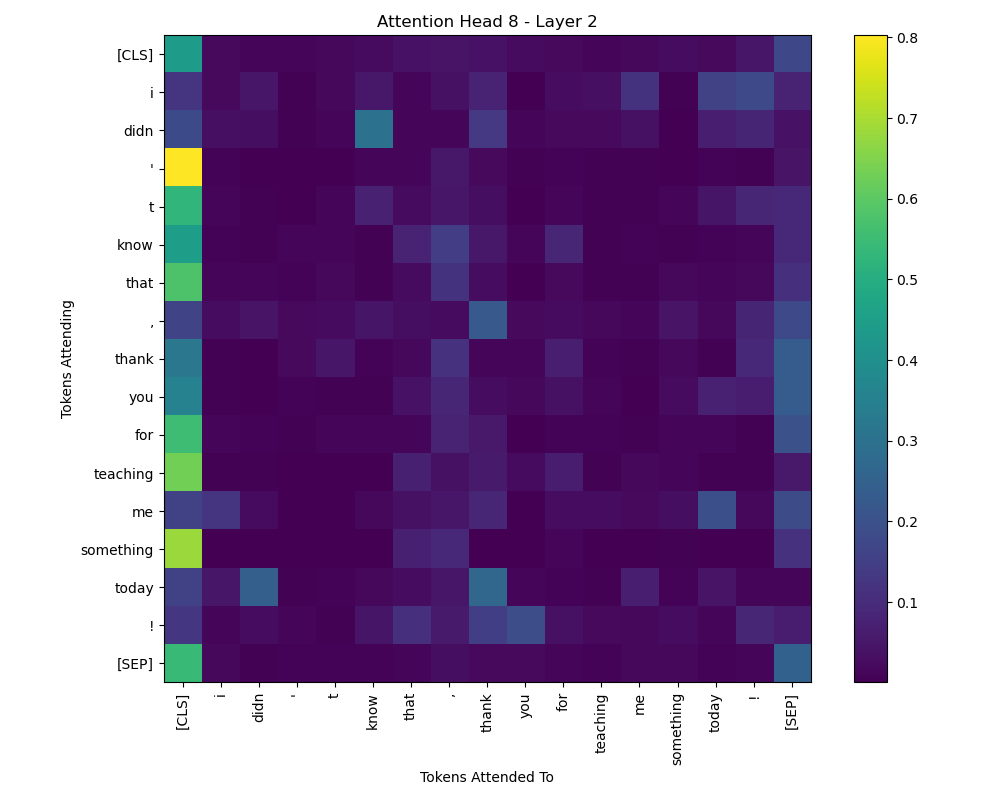 Attention Head 8 - Layer 2
[CLS]
i
didn
'
t
know
that
,
thank
you
for
teaching
me
something
today
!
[SEP]
Tokens Attending
[CLS]
i
didn
'
t
know
that
,
thank
you
for
teaching
me
something
today
!
[SEP]
Tokens Attended To
0.8
0.7
0.6
0.5
0.4
0.3
0.2
0.1